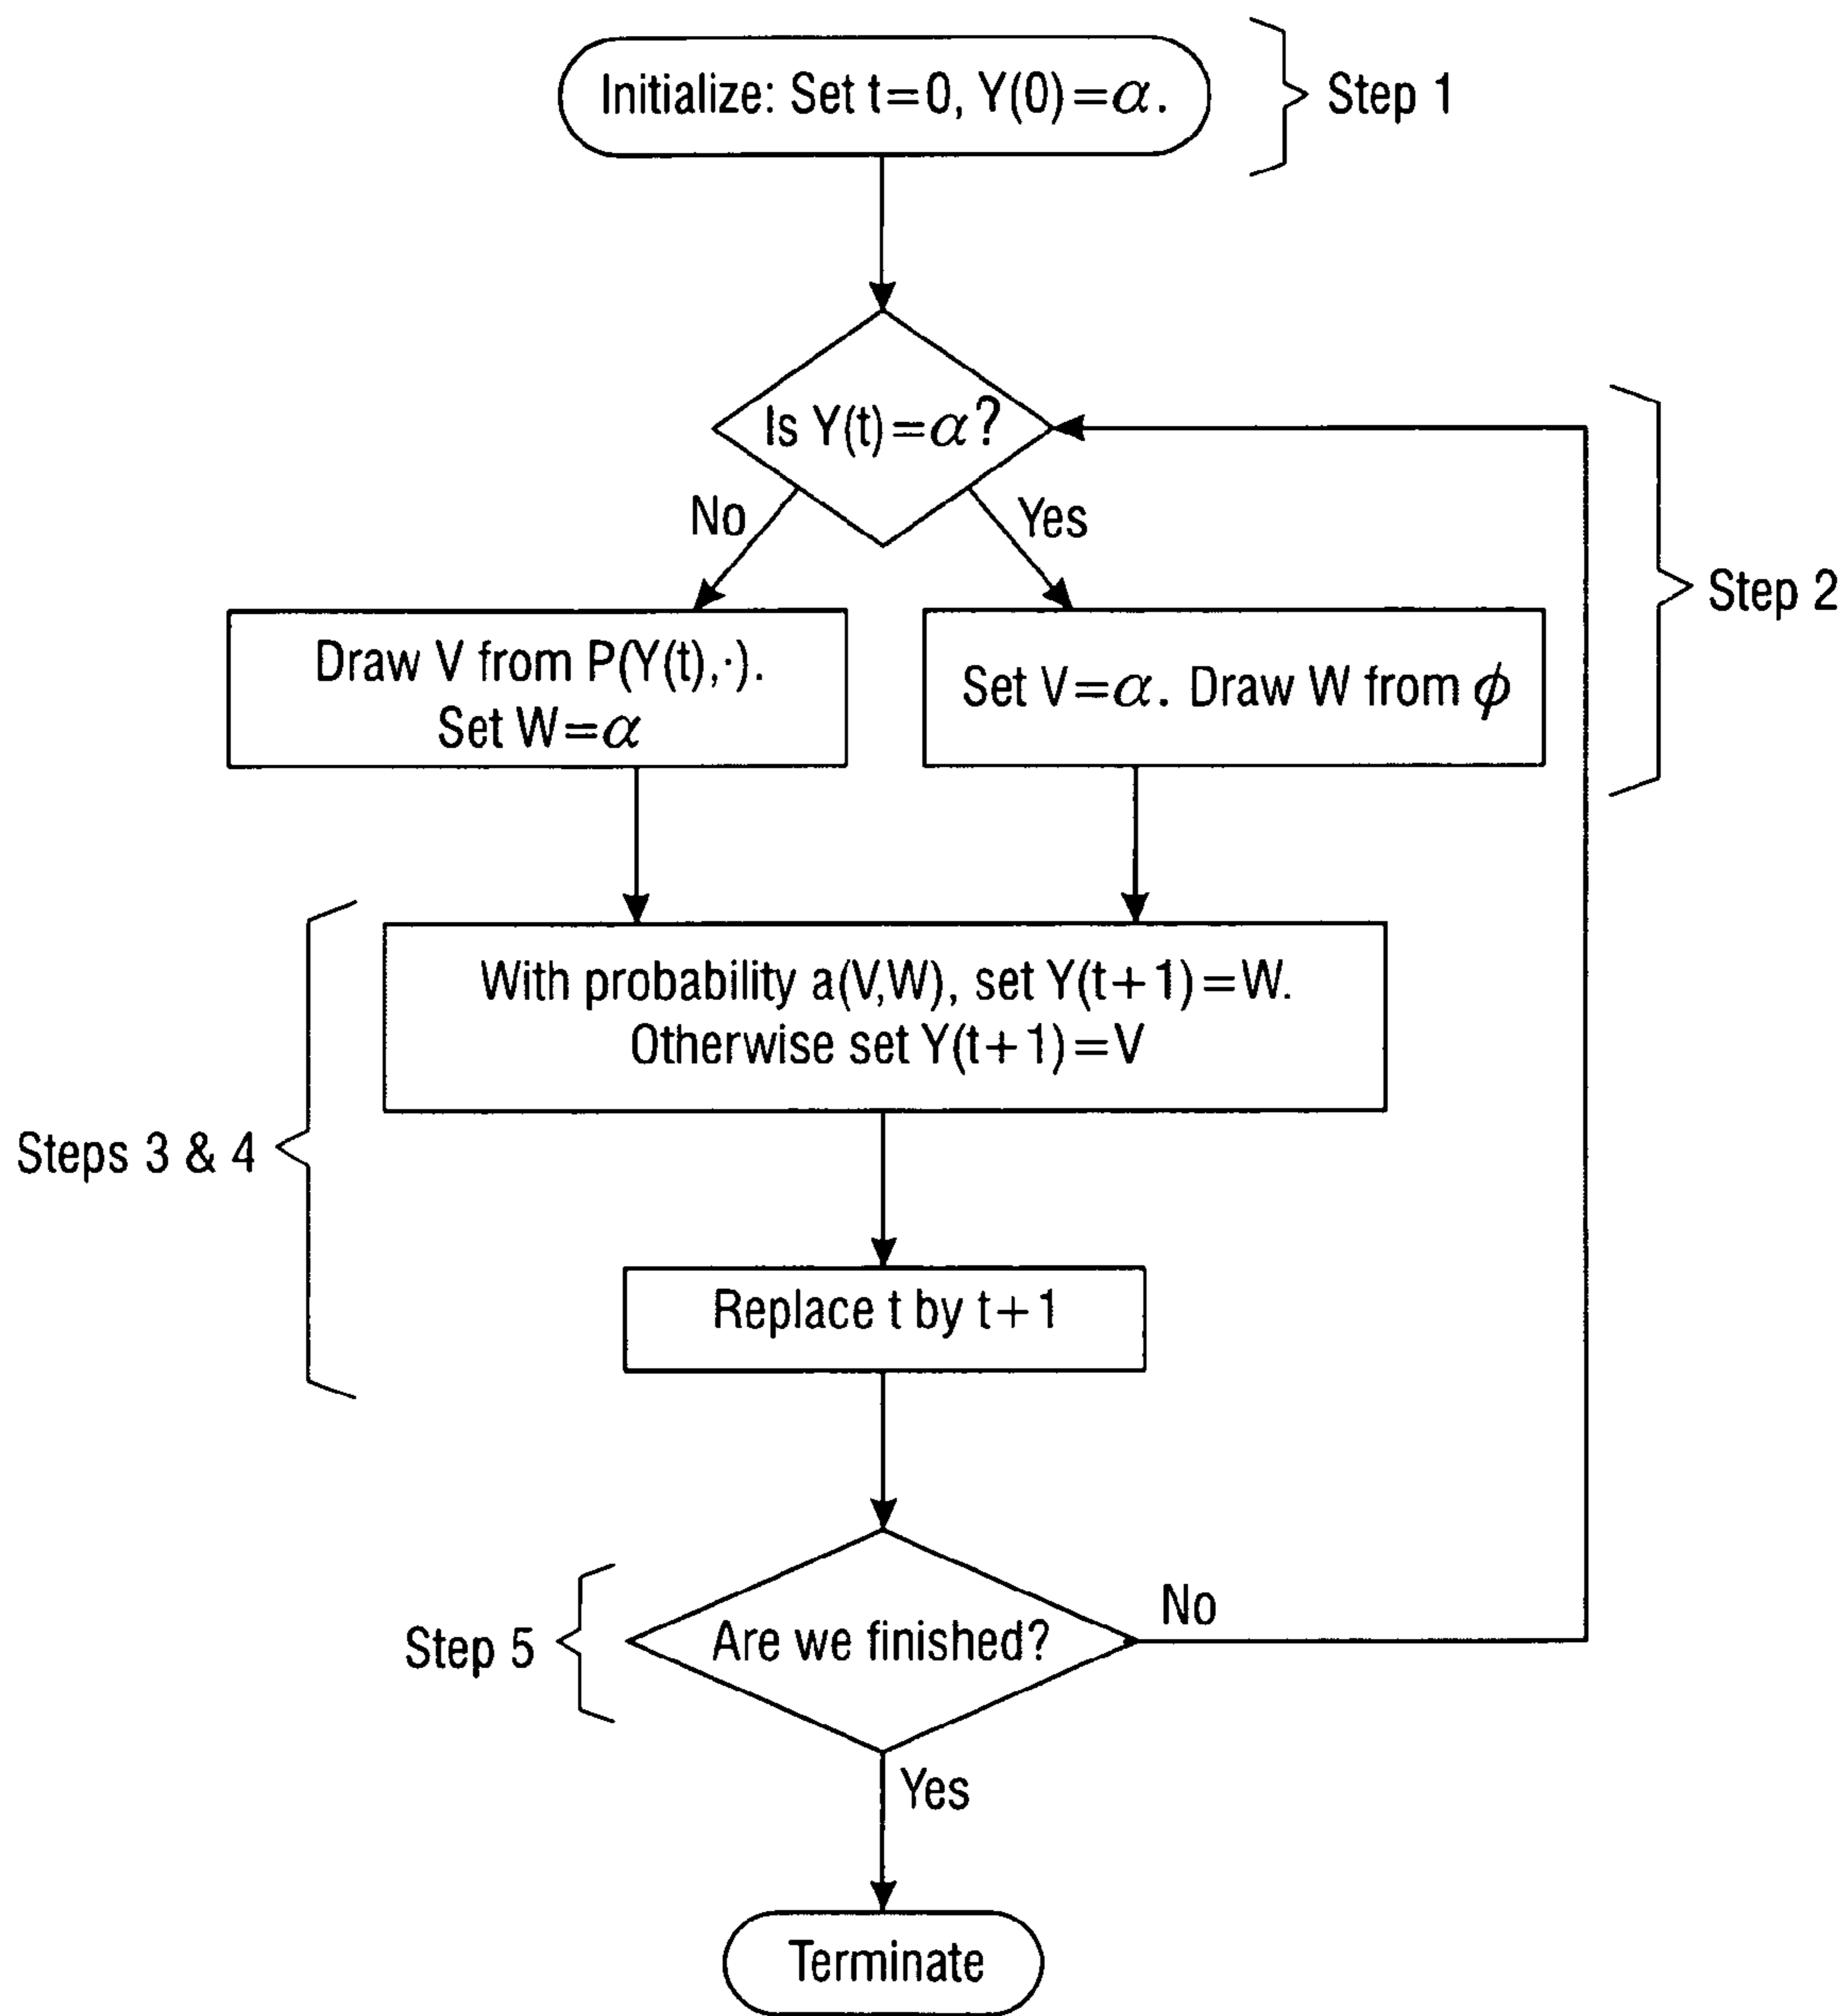 Initialize: Set t=0, Y(0)=α.
Step 1
Is Y(t)=α?
No
Yes
Step 2
Draw V from P(Y(t),·).
Set W=α
Set V=α. Draw W from ϕ
With probability a(V,W), set Y(t+1)=W.
Otherwise set Y(t+1)=V
Steps 3 & 4
Replace t by t+1
Are we finished?
No
Step 5
Yes
Terminate